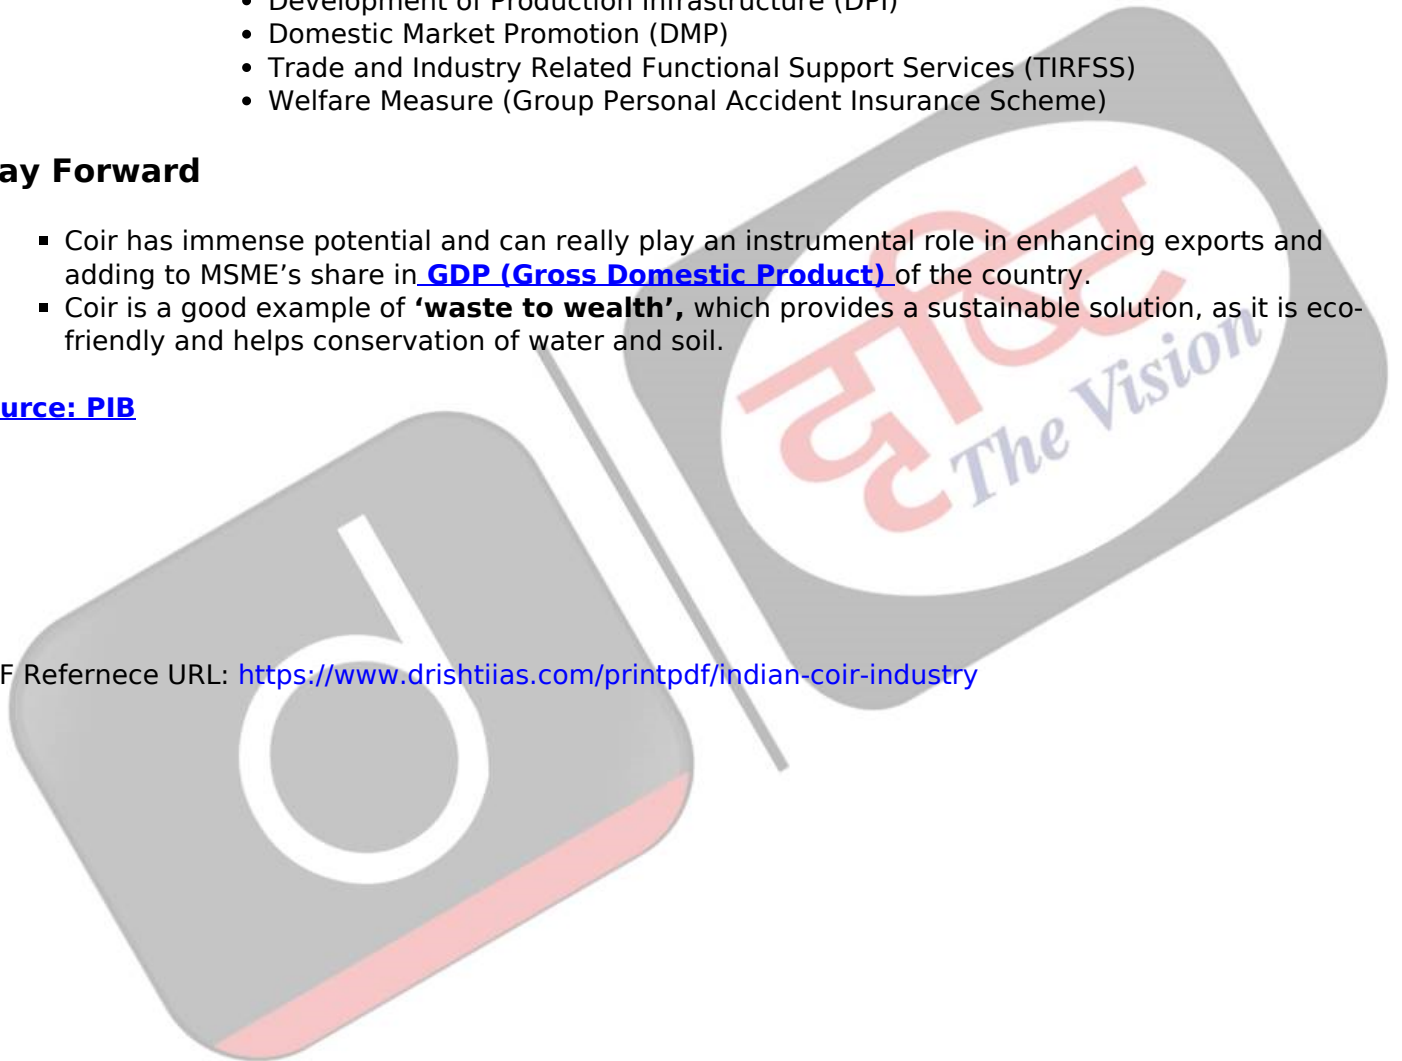 Development of Production Infrastructure (DPI)
Domestic Market Promotion (DMP)
Trade and Industry Related Functional Support Services (TIRFSS)
Welfare Measure (Group Personal Accident Insurance Scheme)
ay Forward
Coir has immense potential and can really play an instrumental role in enhancing exports and
adding to MSME’s share in GDP (Gross Domestic Product) of the country.
Coir is a good example of ‘waste to wealth’, which provides a sustainable solution, as it is eco-
friendly and helps conservation of water and soil.
urce: PIB
दृष्टि
The Vision
d
F Refernece URL: https://www.drishtiias.com/printpdf/indian-coir-industry